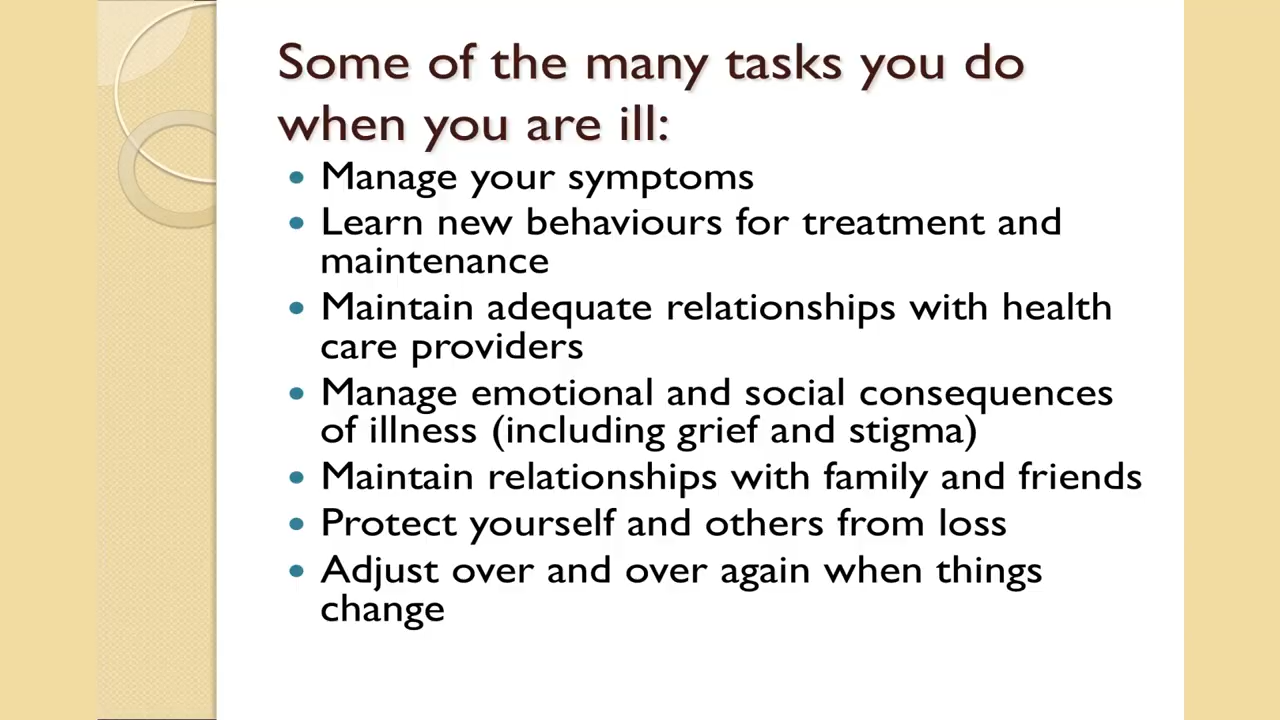 Some of the many tasks you do
when you are ill:
• Manage your symptoms
• Learn new behaviours for treatment and
maintenance
• Maintain adequate relationships with health
care providers
• Manage emotional and social consequences
of illness (including grief and stigma)
• Maintain relationships with family and friends
• Protect yourself and others from loss
• Adjust over and over again when things
change